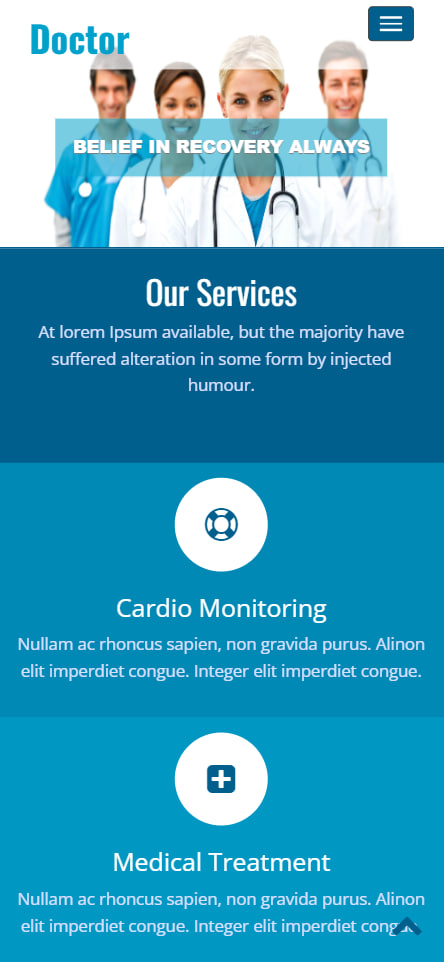 Doctor
BELIEF IN RECOVERY ALWAYS
Our Services
At lorem Ipsum available, but the majority have
suffered alteration in some form by injected
humour.
Cardio Monitoring
Nullam ac rhoncus sapien, non gravida purus. Alinon
elit imperdiet congue. Integer elit imperdiet congue.
Medical Treatment
Nullam ac rhoncus sapien, non gravida purus. Alinon
elit imperdiet congue. Integer elit imperdiet